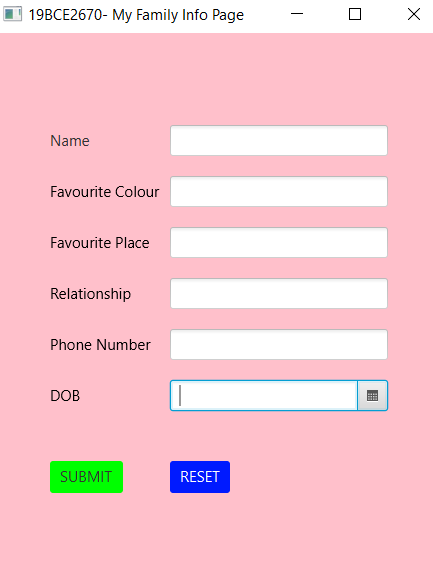 19BCE2670- My Family Info Page
Name
Favourite Colour
Favourite Place
Relationship
Phone Number
DOB
SUBMIT RESET